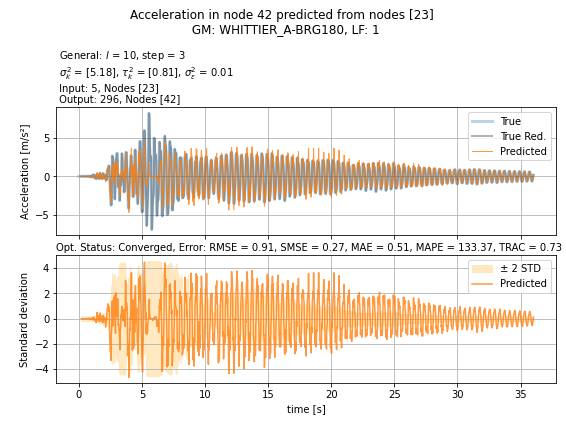 Acceleration in node 42 predicted from nodes [23]
GM: WHITTIER_A-BRG180, LF: 1
General: l = 10, step = 3
σ²ₖ = [5.18], τ²ₖ = [0.81], σ²ε = 0.01
Input: 5, Nodes [23]
Output: 296, Nodes [42]
Acceleration [m/s²]
5
0
−5
True
True Red.
Predicted
Opt. Status: Converged, Error: RMSE = 0.91, SMSE = 0.27, MAE = 0.51, MAPE = 133.37, TRAC = 0.73
Standard deviation
4
2
0
−2
−4
± 2 STD
Predicted
0 5 10 15 20 25 30 35
time [s]